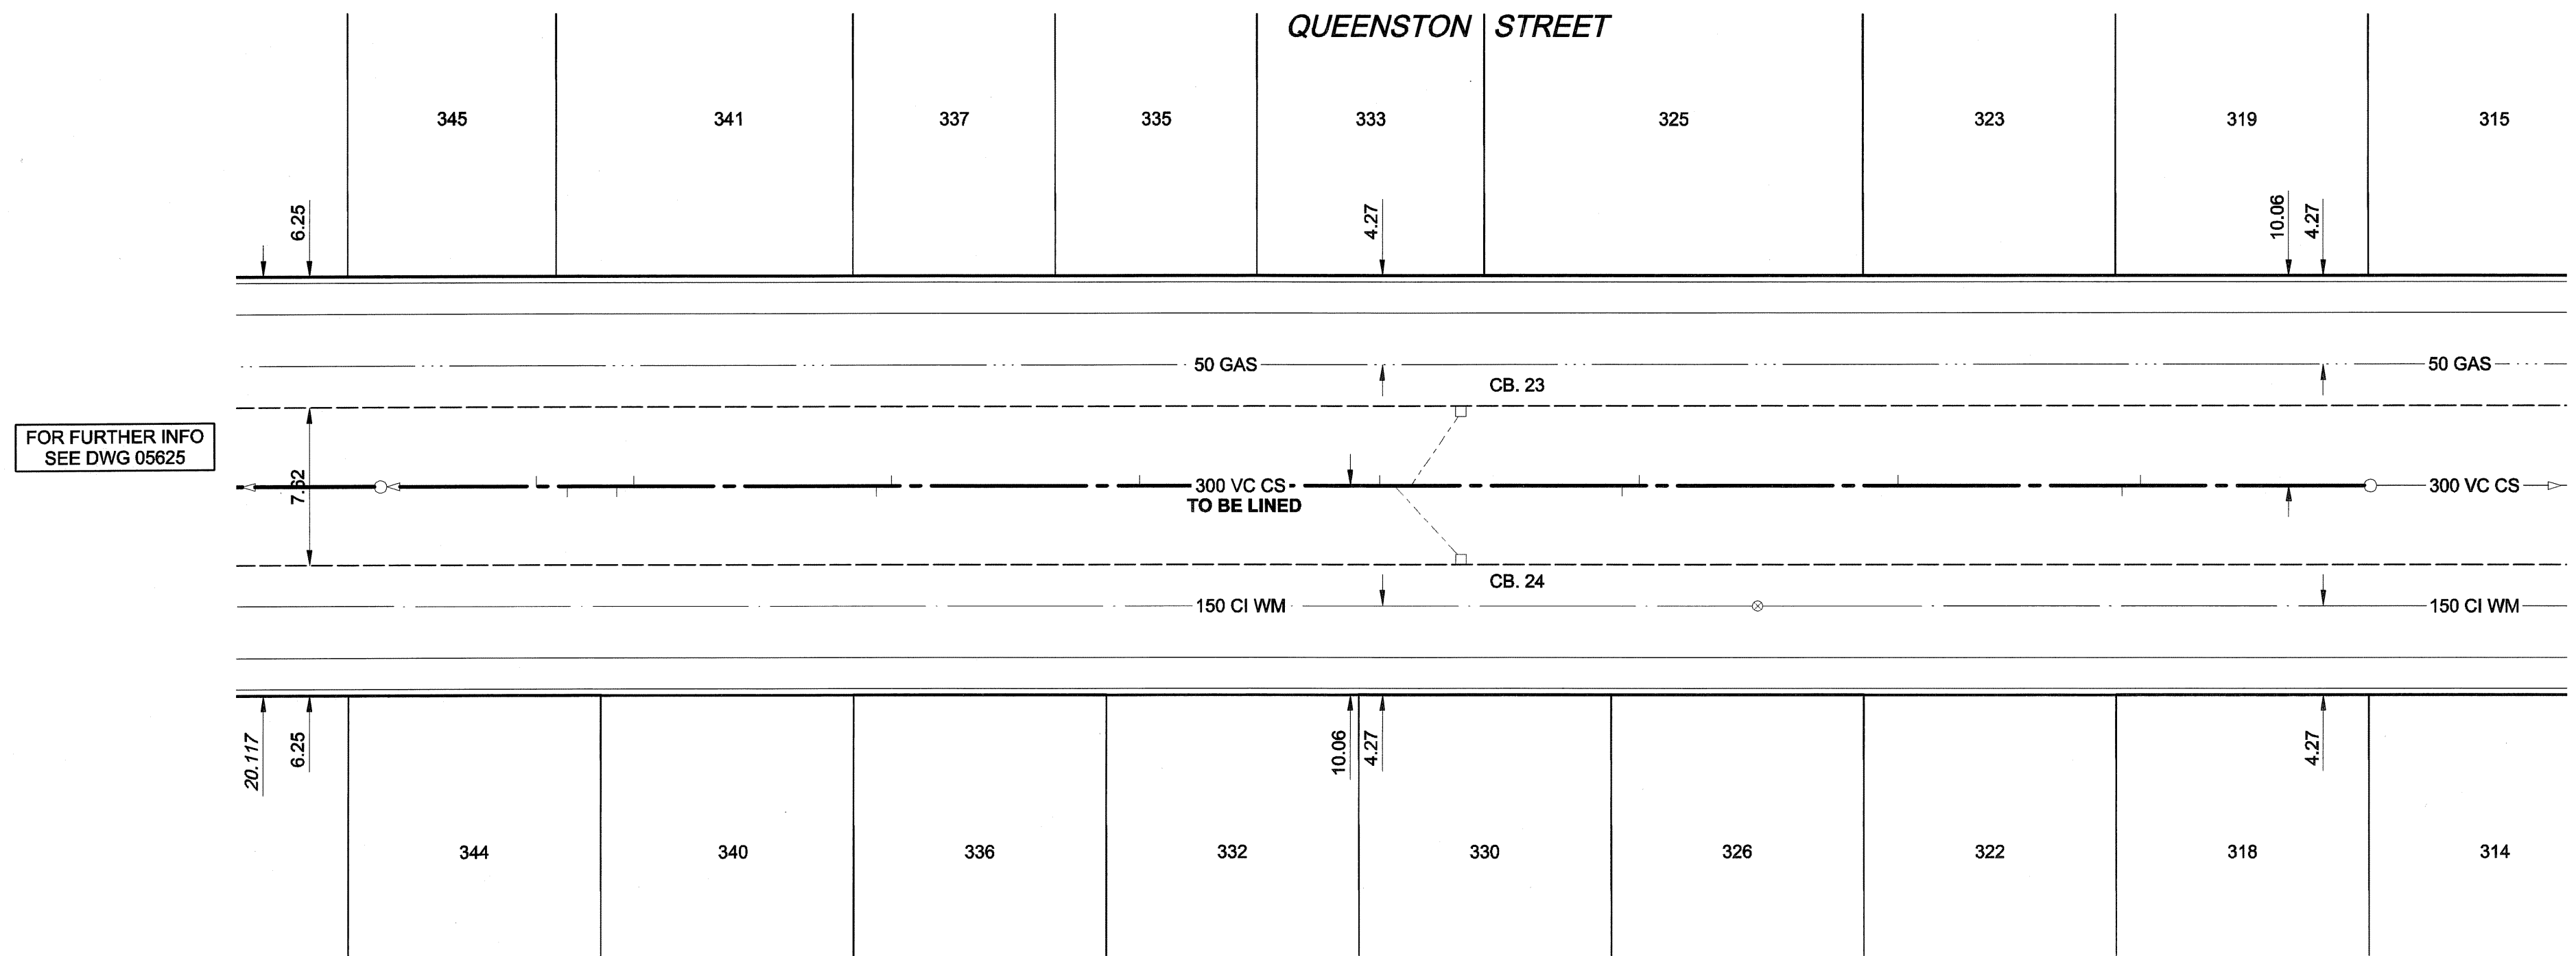 QUEENSTON STREET
345
341
337
335
333
325
323
319
315
6.25
4.27
10.06
4.27
50 GAS
50 GAS
CB. 23
FOR FURTHER INFO
SEE DWG 05625
7.62
300 VC CS
TO BE LINED
300 VC CS
CB. 24
150 CI WM
150 CI WM
20.117
6.25
10.06
4.27
4.27
344
340
336
332
330
326
322
318
314